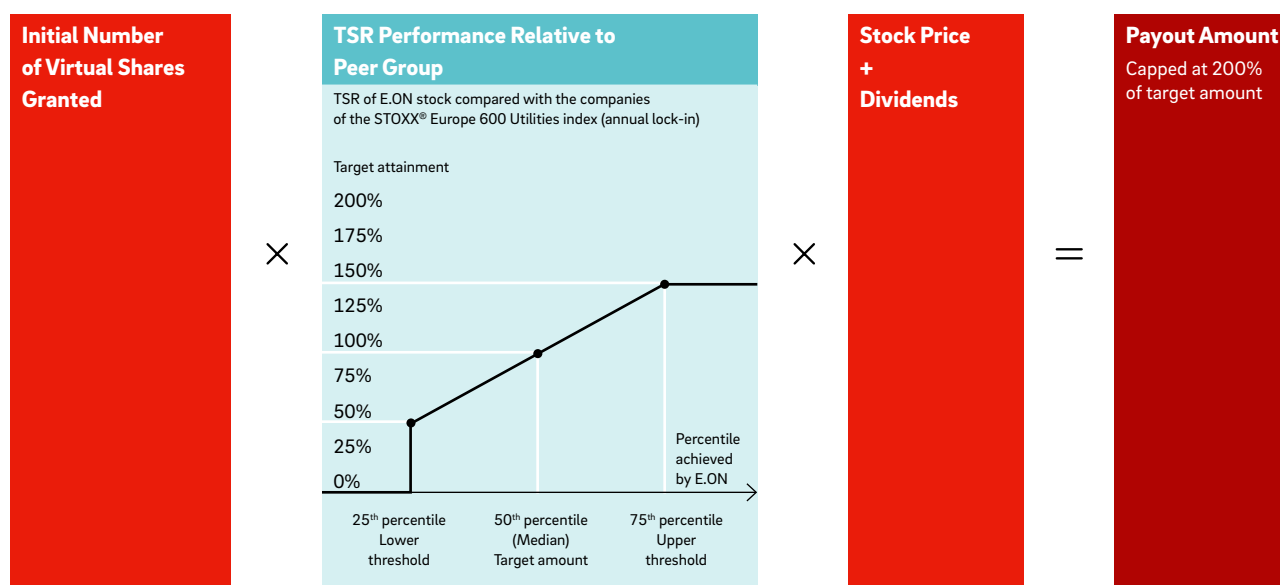 Initial Number
of Virtual Shares
Granted
×
TSR Performance Relative to
Peer Group
TSR of E.ON stock compared with the companies
of the STOXX® Europe 600 Utilities index (annual lock-in)
Target attainment
200%
175%
150%
125%
100%
75%
50%
25%
0%
Percentile
achieved
by E.ON
25th percentile
Lower
threshold
50th percentile
(Median)
Target amount
75th percentile
Upper
threshold
×
Stock Price
+
Dividends
=
Payout Amount
Capped at 200%
of target amount